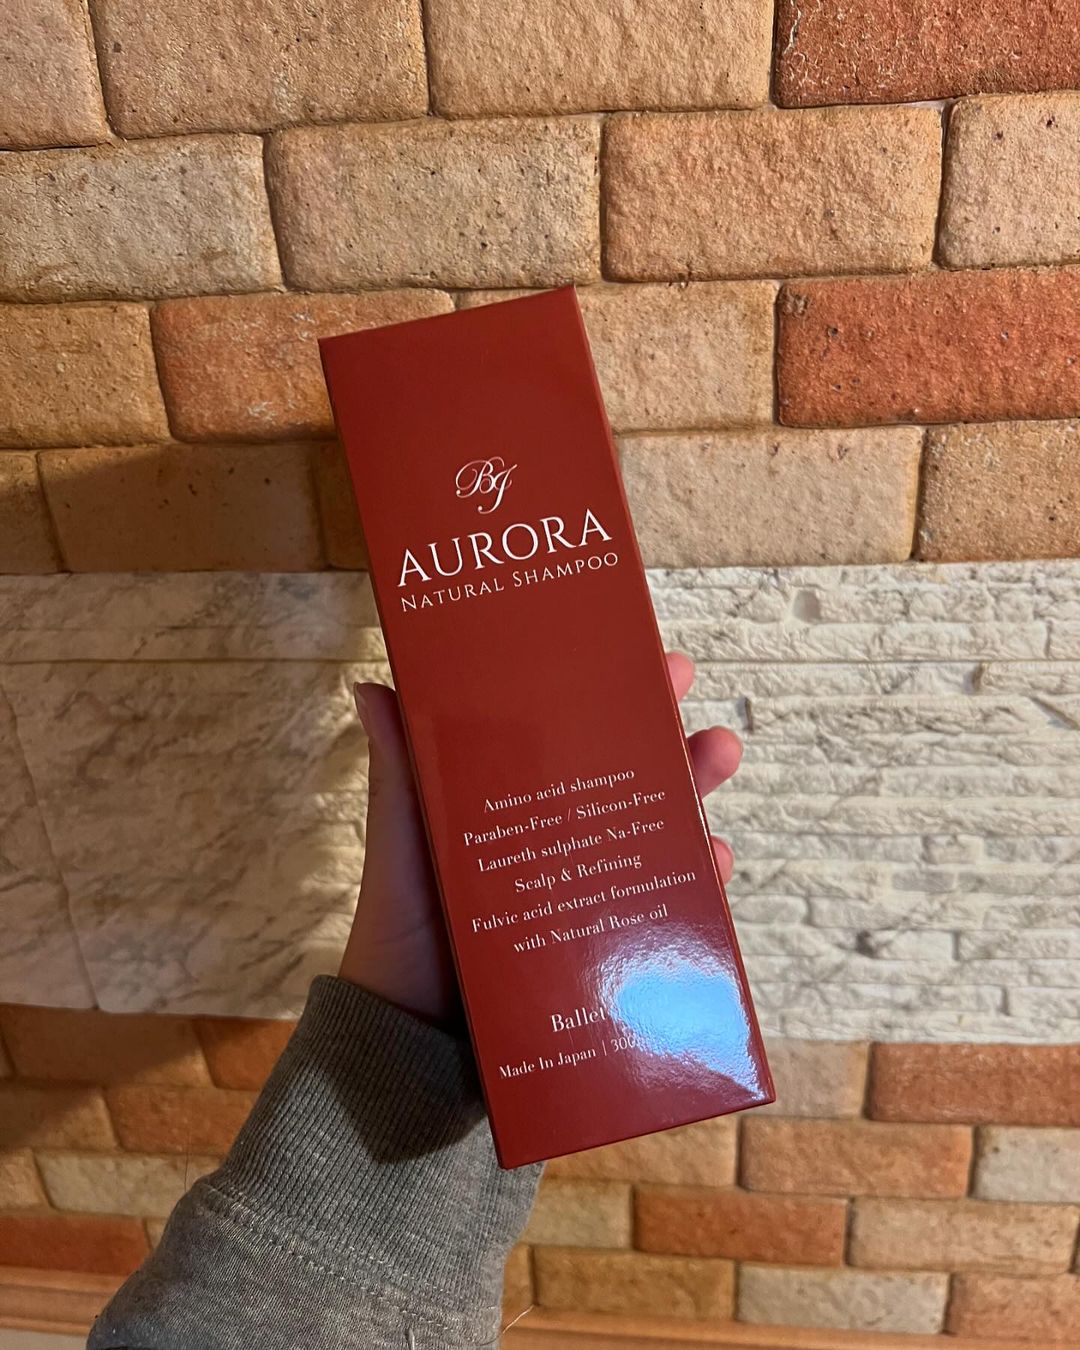 BJ
AURORA
NATURAL SHAMPOO
Amino acid shampoo
Paraben-Free / Silicon-Free
Laureth sulphate Na-Free
Scalp & Refining
Fulvic acid extract formulation
with Natural Rose oil
Ballet
Made In Japan | 300